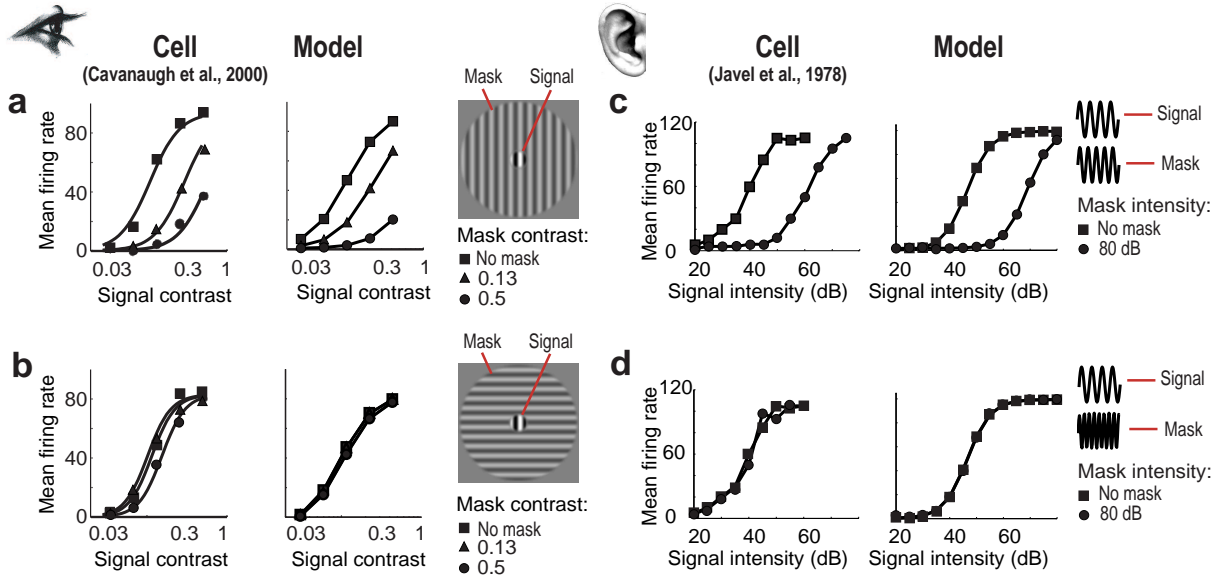 Cell
Model
(Cavanaugh et al., 2000)
Cell
Model
(Javel et al., 1978)
a
Mean firing rate
80
40
0
0.03 0.3 1
Signal contrast
0.03 0.3 1
Signal contrast
Mask Signal
Mask contrast:
No mask
0.13
0.5
c
Mean firing rate
120
60
0
20 40 60
Signal intensity (dB)
20 40 60
Signal intensity (dB)
Signal
Mask
Mask intensity:
No mask
80 dB
b
Mean firing rate
80
40
0
0.03 0.3 1
Signal contrast
0.03 0.3 1
Signal contrast
Mask Signal
Mask contrast:
No mask
0.13
0.5
d
Mean firing rate
120
60
0
20 40 60
Signal intensity (dB)
20 40 60
Signal intensity (dB)
Signal
Mask
Mask intensity:
No mask
80 dB